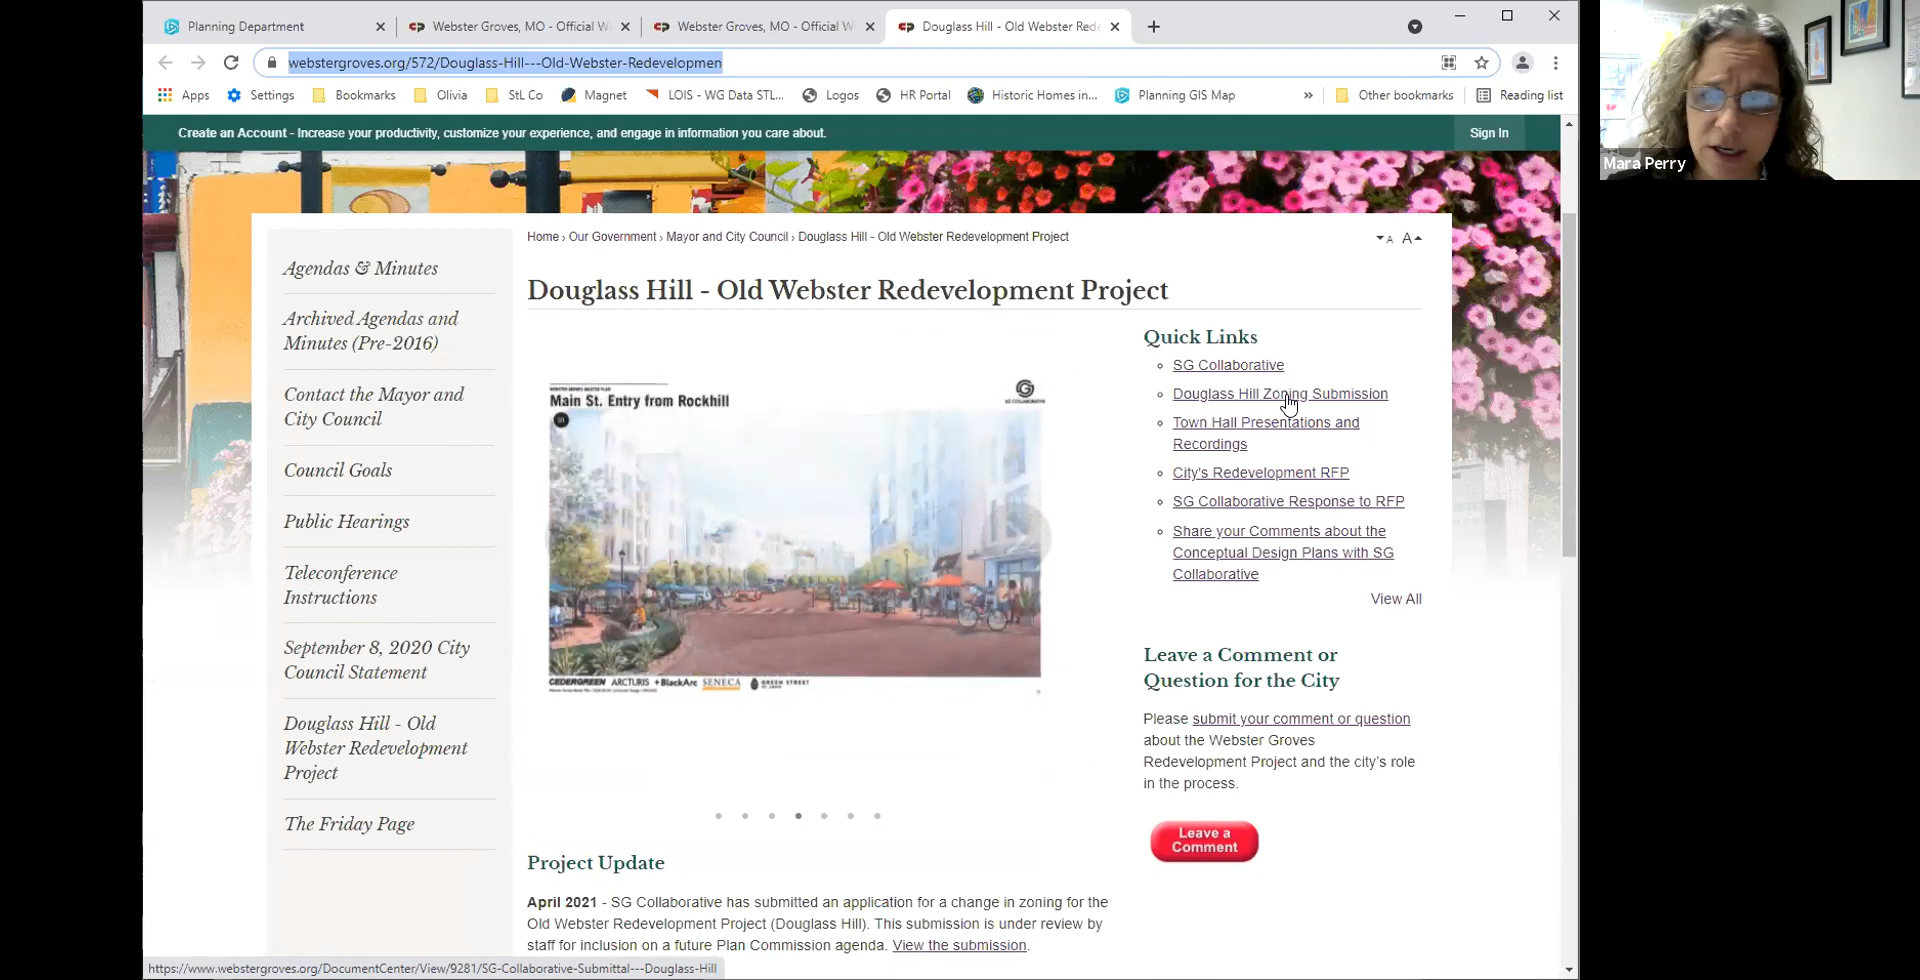 Planning Department
Webster Groves, MO - Official W
Webster Groves, MO - Official W
Douglass Hill - Old Webster Rede
webstergroves.org/572/Douglass-Hill---Old-Webster-Redevelopmen
Apps
Settings
Bookmarks
Olivia
StL Co
Magnet
LOIS - WG Data STL...
Logos
HR Portal
Historic Homes in...
Planning GIS Map
»
Other bookmarks
Reading list
Create an Account - Increase your productivity, customize your experience, and engage in information you care about.
Sign In
Mara Perry
Home › Our Government › Mayor and City Council › Douglass Hill - Old Webster Redevelopment Project
A A
Agendas & Minutes
Archived Agendas and
Minutes (Pre-2016)
Contact the Mayor and
City Council
Council Goals
Public Hearings
Teleconference
Instructions
September 8, 2020 City
Council Statement
Douglass Hill - Old
Webster Redevelopment
Project
The Friday Page
Douglass Hill - Old Webster Redevelopment Project
Main St. Entry from Rockhill
SG COLLABORATIVE
CEDERGREEN ARCTURIS +BlackArc SENECA GREEN STREET
Project Update
April 2021 - SG Collaborative has submitted an application for a change in zoning for the
Old Webster Redevelopment Project (Douglass Hill). This submission is under review by
staff for inclusion on a future Plan Commission agenda. View the submission.
Quick Links
SG Collaborative
Douglass Hill Zoning Submission
Town Hall Presentations and
Recordings
City's Redevelopment RFP
SG Collaborative Response to RFP
Share your Comments about the
Conceptual Design Plans with SG
Collaborative
View All
Leave a Comment or
Question for the City
Please submit your comment or question
about the Webster Groves
Redevelopment Project and the city's role
in the process.
Leave a
Comment
https://www.webstergroves.org/DocumentCenter/View/9281/SG-Collaborative-Submittal---Douglass-Hill